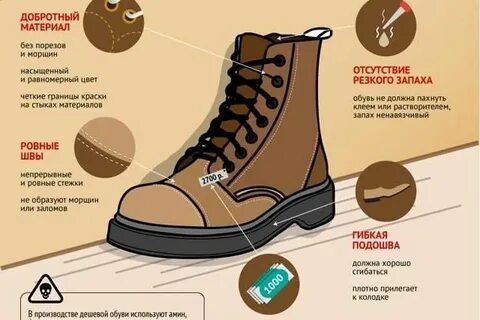 ДОБРОТНЫЙ
МАТЕРИАЛ
без порезов
и морщин
насыщенный
и равномерный цвет
четкие границы краски
на стыках материалов
РОВНЫЕ
ШВЫ
непрерывные
и ровные стежки
не образуют морщин
или заломов
2700 р.
ОТСУТСТВИЕ
РЕЗКОГО ЗАПАХА
обувь не должна пахнуть
клеем или растворителем,
запах ненавязчивый
ГИБКАЯ
ПОДОШВА
должна хорошо
сгибаться
плотно прилегает
к колодке
1000
В производстве дешевой обуви используют амин,